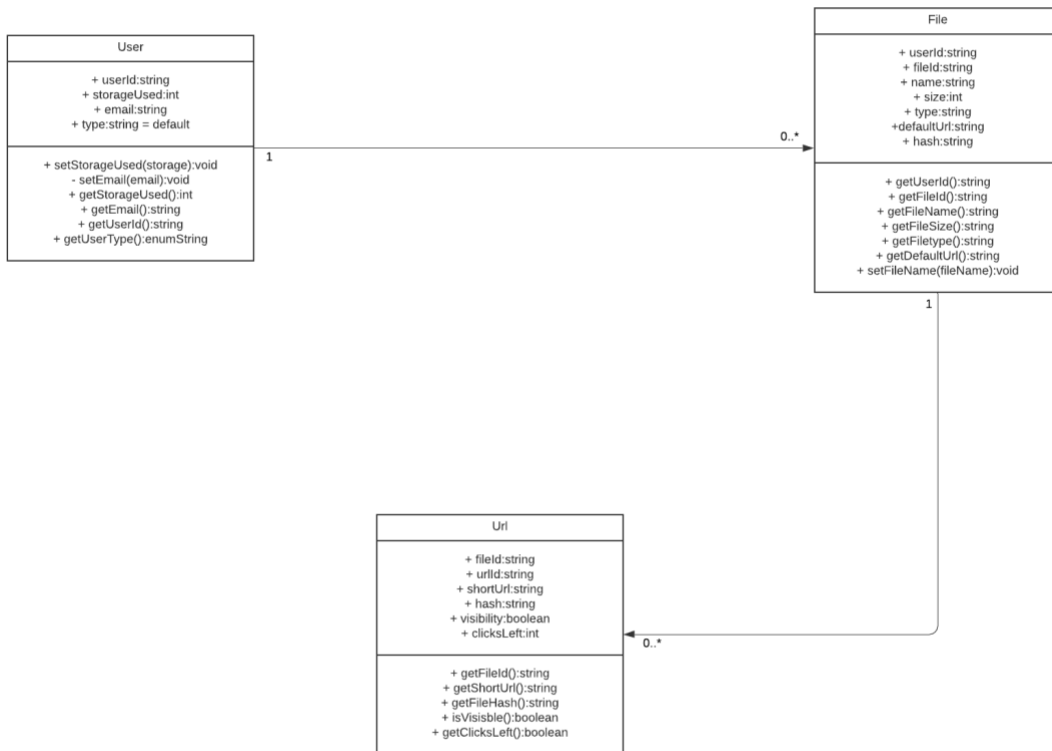 User
+ userId:string
+ storageUsed:int
+ email:string
+ type:string = default
+ setStorageUsed(storage):void
- setEmail(email):void
+ getStorageUsed():int
+ getEmail():string
+ getUserId():string
+ getUserType():enumString
1
0..*
File
+ userId:string
+ fileId:string
+ name:string
+ size:int
+ type:string
+defaultUrl:string
+ hash:string
+ getUserId():string
+ getFileId():string
+ getFileName():string
+ getFileSize():string
+ getFiletype():string
+ getDefaultUrl():string
+ setFileName(fileName):void
1
0..*
Url
+ fileId:string
+ urlId:string
+ shortUrl:string
+ hash:string
+ visibility:boolean
+ clicksLeft:int
+ getFileId():string
+ getShortUrl():string
+ getFileHash():string
+ isVisisble():boolean
+ getClicksLeft():boolean